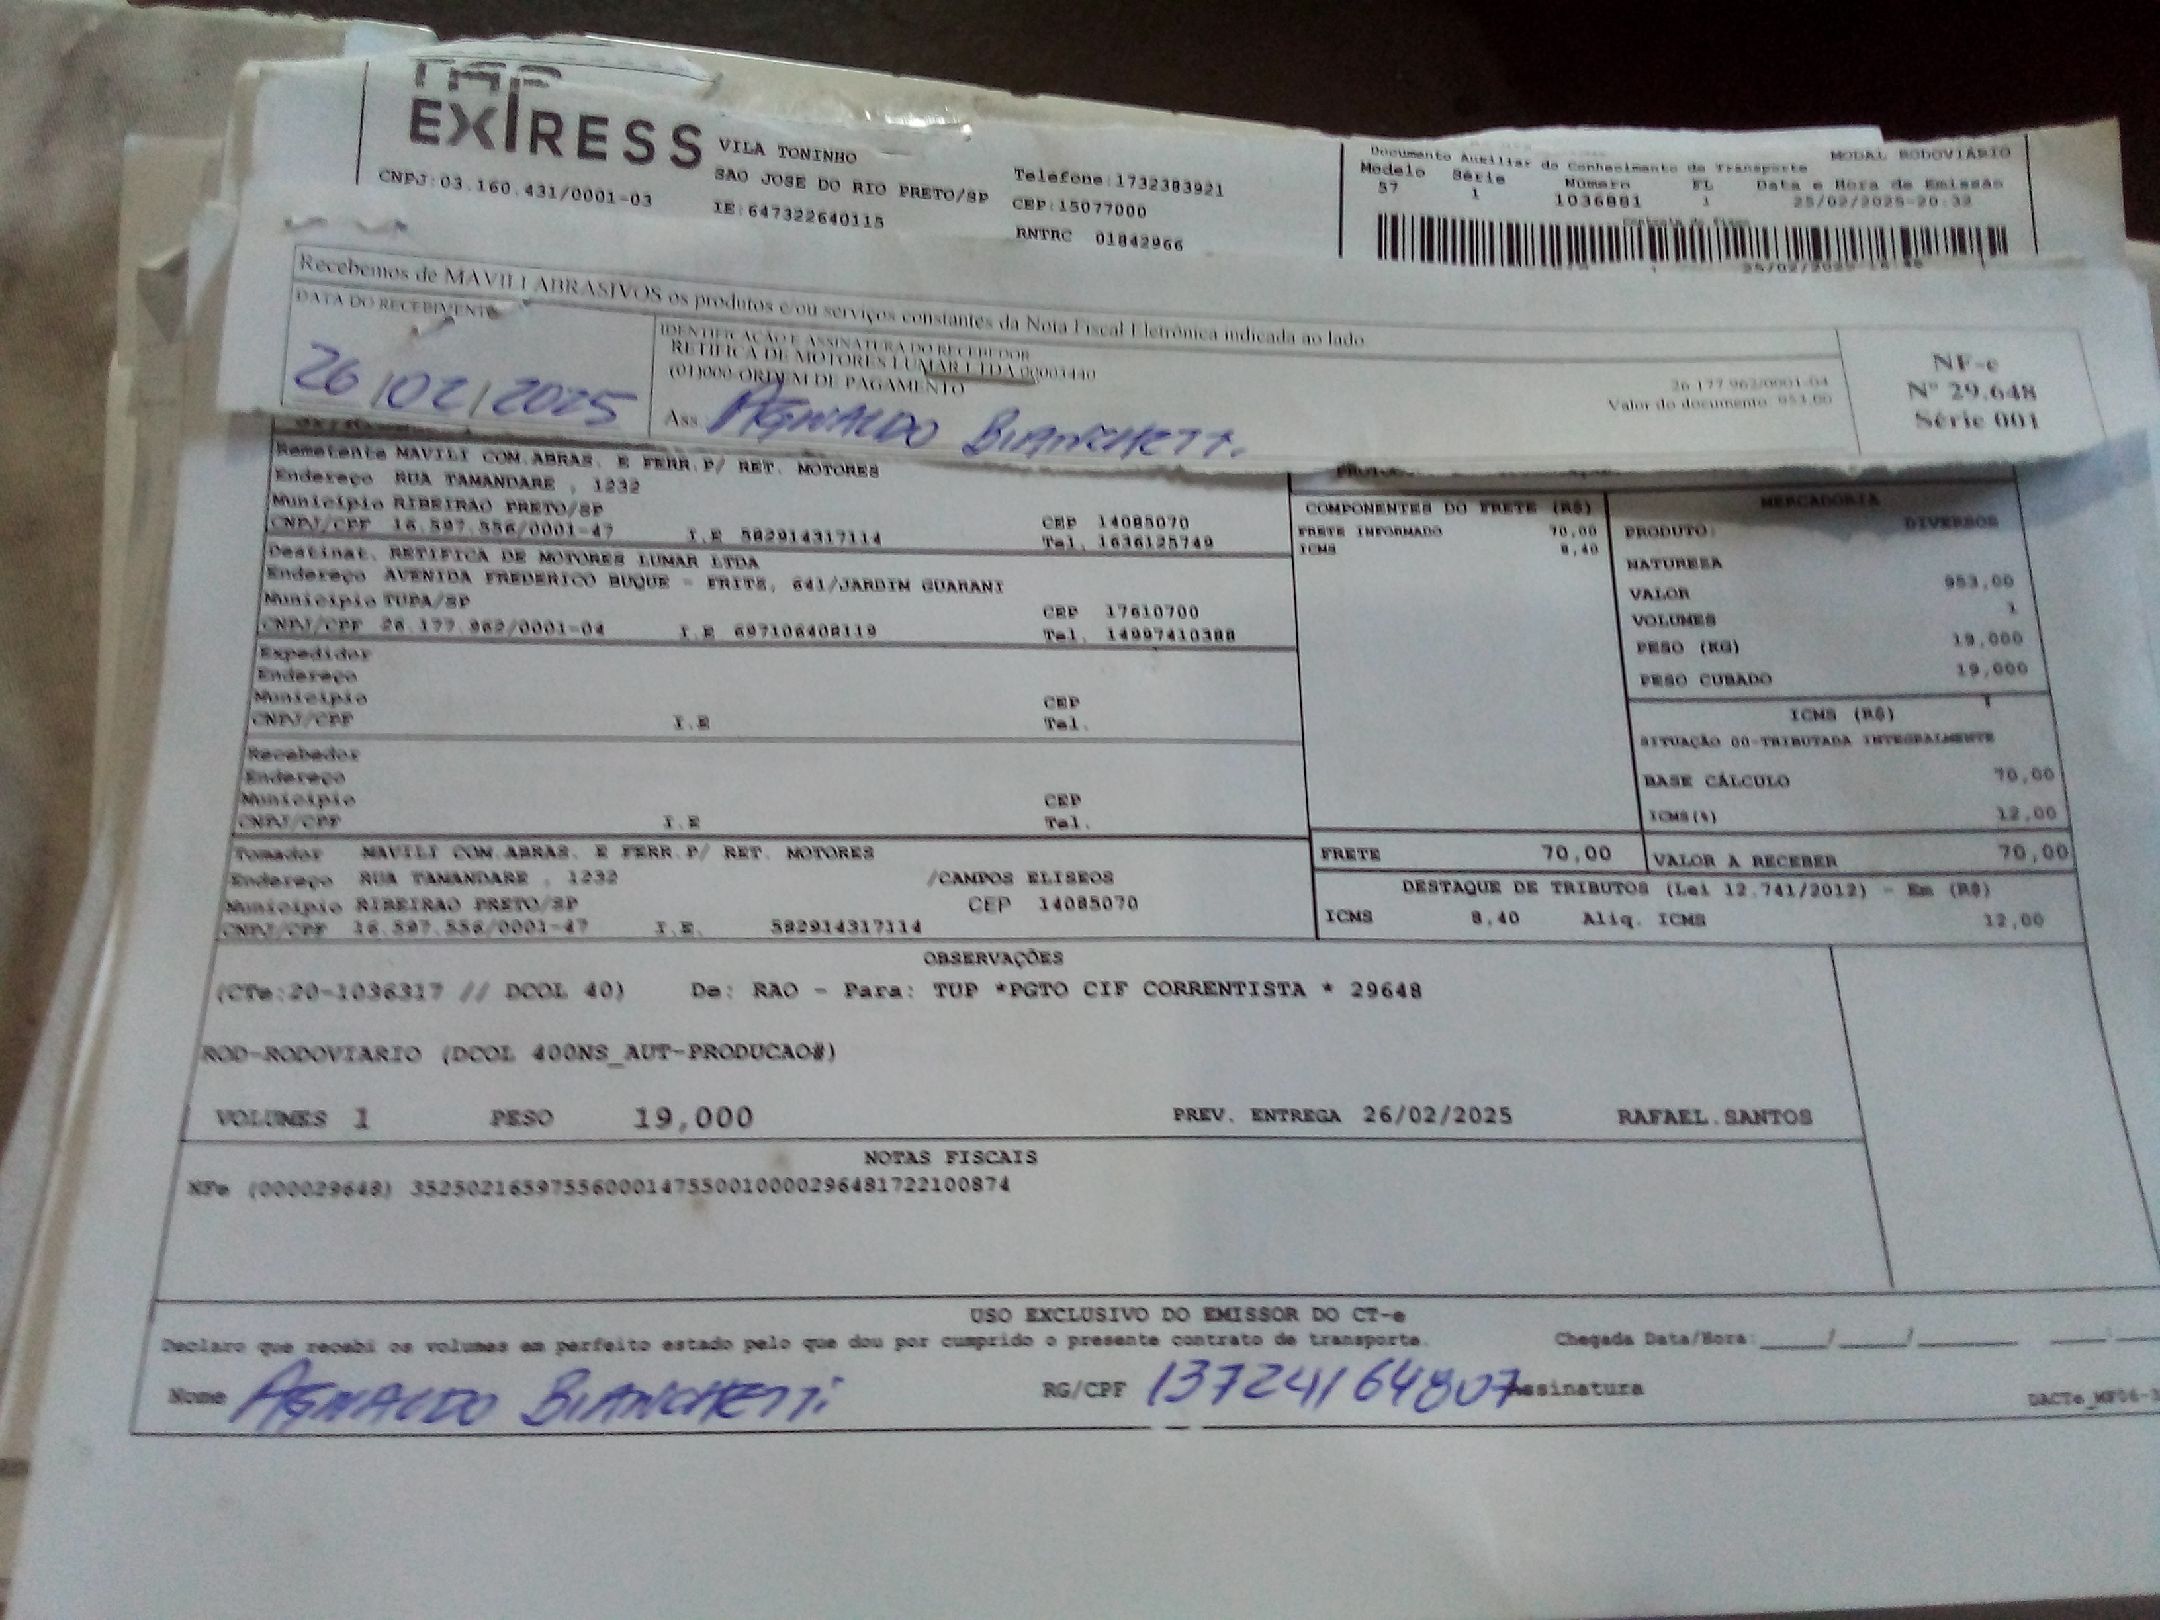 EXPRESS
VILA TONINHO
SAO JOSE DO RIO PRETO/SP
CNPJ:03.160.431/0001-03
IE:647322640115
Telefone:1732383921
CEP:15077000
RNTRC 01842966
Documento Auxiliar do Conhecimento de Transporte
MODAL RODOVIÁRIO
Modelo Série Número FL Data e Hora de Emissão
57 1 1036881 1 25/02/2025-20:32
Recebemos de MAVILI ABRASIVOS os produtos e/ou serviços constantes da Nota Fiscal Eletrônica indicada ao lado
DATA DO RECEBIMENTO
26/02/2025
IDENTIFICAÇÃO E ASSINATURA DO RECEBEDOR
RETIFICA DE MOTORES LUMAR LTDA 00003440
(01)000-ORDEM DE PAGAMENTO
Ass. AGNALDO BIANCHETTI.
26.177.962/0001-04
Valor do documento: 953,00
NF-e
Nº 29.648
Série 001
Remetente MAVILI COM.ABRAS. E FERR.P/ RET. MOTORES
Endereço RUA TAMANDARE , 1232
Município RIBEIRAO PRETO/SP CEP 14085070
CNPJ/CPF 16.597.556/0001-47 I.E 582914317114 Tel. 1636125749
Destinat. RETIFICA DE MOTORES LUMAR LTDA
Endereço AVENIDA FREDERICO BUQUE - FRITS, 641/JARDIM GUARANI
Município TUPA/SP CEP 17610700
CNPJ/CPF 26.177.962/0001-04 I.E 697106408119 Tel. 14997410388
Expedidor
Endereço
Município CEP
CNPJ/CPF I.E Tel.
Recebedor
Endereço
Município CEP
CNPJ/CPF I.E Tel.
Tomador MAVILI COM.ABRAS. E FERR.P/ RET. MOTORES
Endereço RUA TAMANDARE , 1232 /CAMPOS ELISEOS
Município RIBEIRAO PRETO/SP CEP 14085070
CNPJ/CPF 16.597.556/0001-47 I.E. 582914317114
COMPONENTES DO FRETE (R$)
FRETE INFORMADO 70,00
ICMS 8,40
MERCADORIA
PRODUTO: DIVERSOS
NATUREZA
VALOR 953,00
VOLUMES 1
PESO (KG) 19,000
PESO CUBADO 19,000
ICMS (R$)
SITUAÇÃO 00-TRIBUTADA INTEGRALMENTE
BASE CÁLCULO 70,00
ICMS(%) 12,00
FRETE 70,00 VALOR A RECEBER 70,00
DESTAQUE DE TRIBUTOS (Lei 12.741/2012) - Em (R$)
ICMS 8,40 Aliq. ICMS 12,00
OBSERVAÇÕES
(CTe:20-1036317 // DCOL 40) De: RAO - Para: TUP *PGTO CIF CORRENTISTA * 29648
ROD-RODOVIARIO (DCOL 400NS_AUT-PRODUCAO#)
VOLUMES 1 PESO 19,000 PREV. ENTREGA 26/02/2025 RAFAEL.SANTOS
NOTAS FISCAIS
NFe (000029648) 35250216597556000147550010000296481722100874
USO EXCLUSIVO DO EMISSOR DO CT-e
Declaro que recebi os volumes em perfeito estado pelo que dou por cumprido o presente contrato de transporte. Chegada Data/Hora:_____/_____/________ ____:____
Nome AGNALDO BIANCHETTI RG/CPF 13724164807 Assinatura